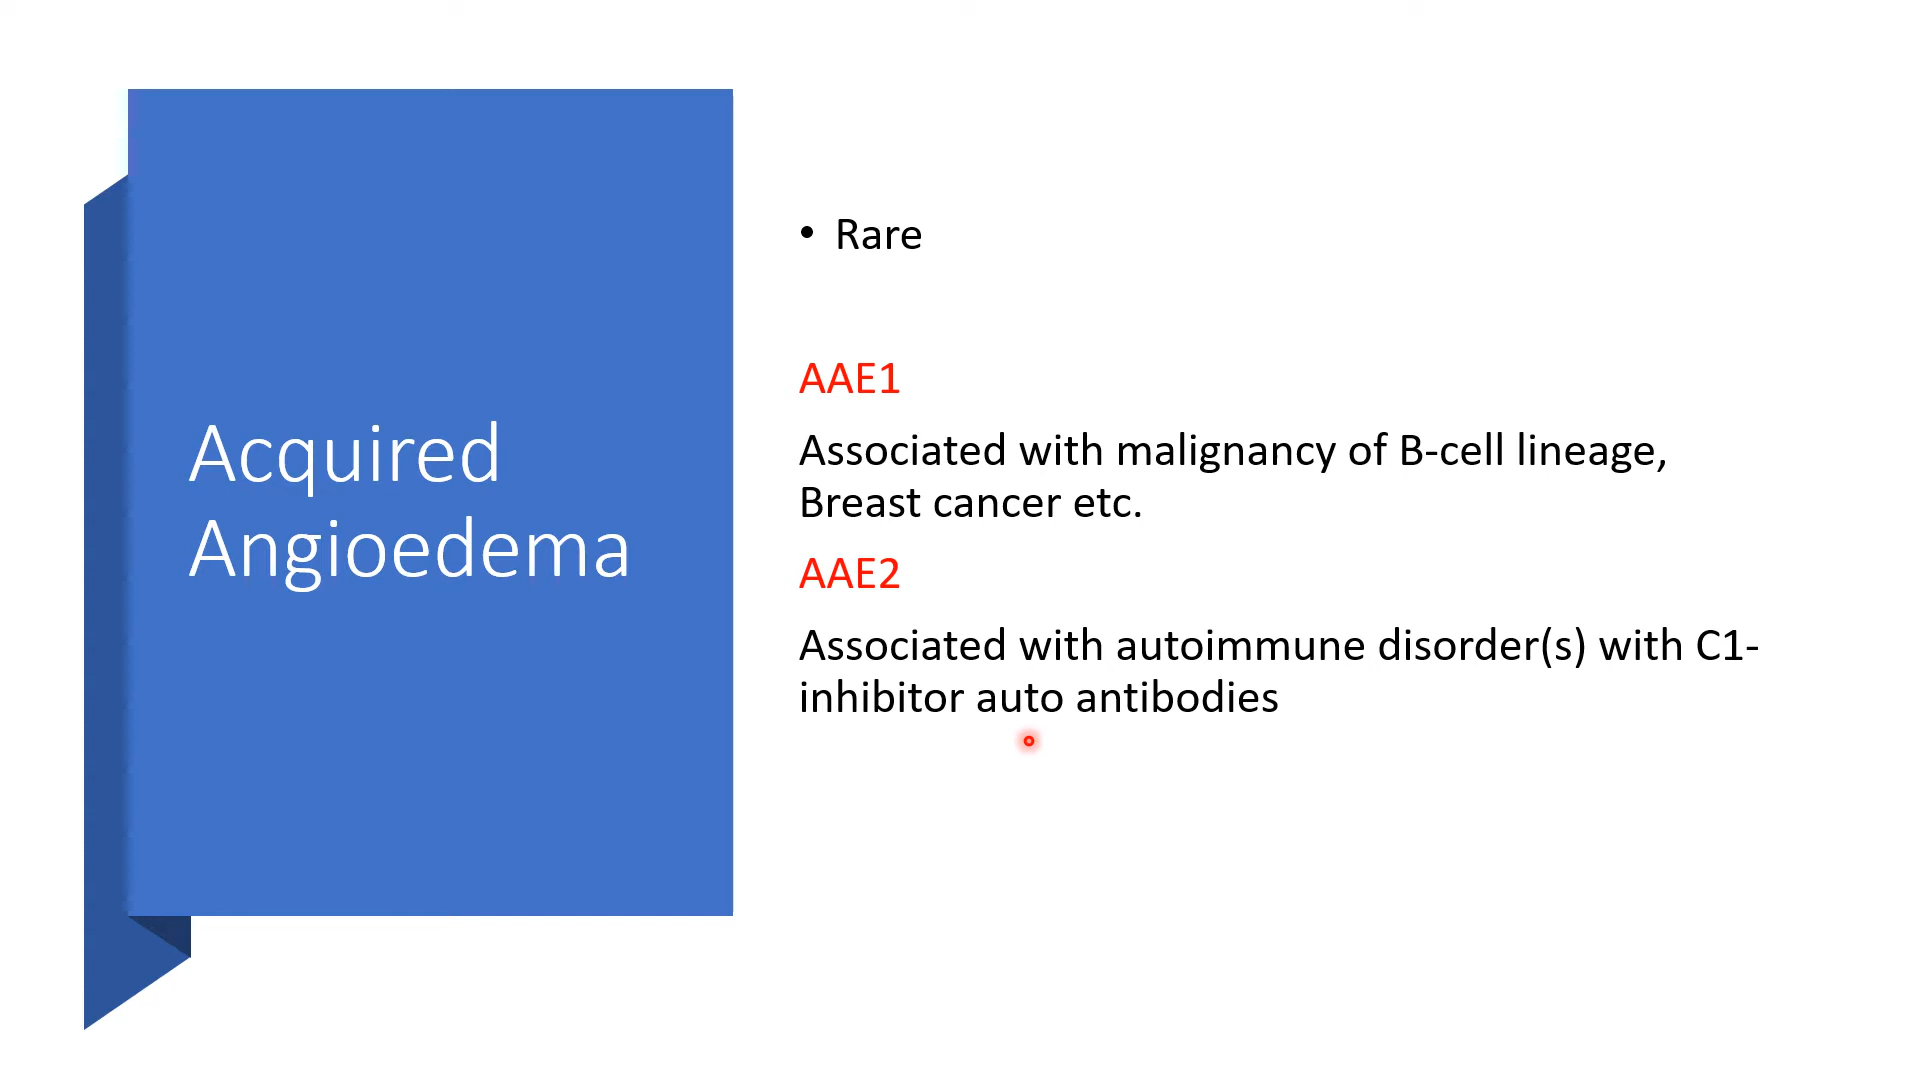 Acquired
Angioedema
• Rare
AAE1
Associated with malignancy of B-cell lineage,
Breast cancer etc.
AAE2
Associated with autoimmune disorder(s) with C1-
inhibitor auto antibodies